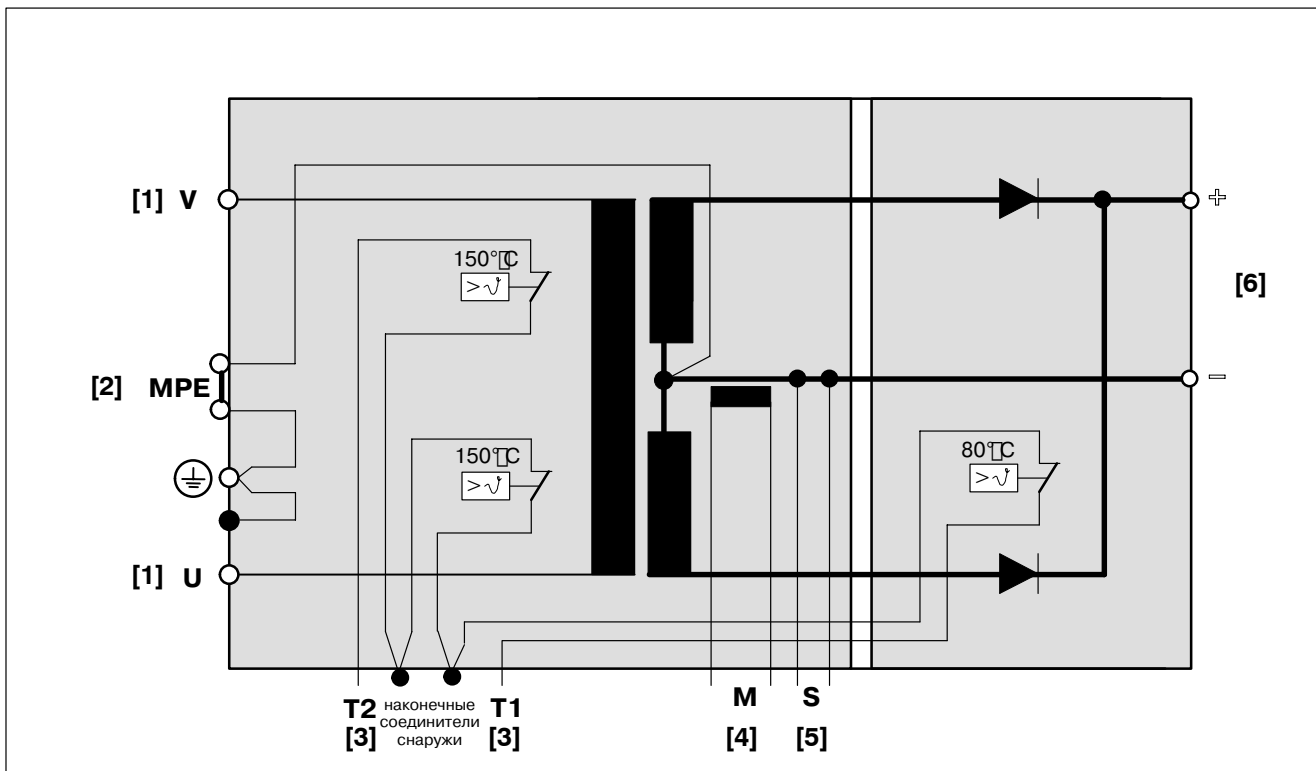 [1] V
+
150°C
> ϑ
[6]
[2] MPE
−
150°C
> ϑ
80°C
> ϑ
[1] U
T2
[3]
наконечные
соединители
снаружи
T1
[3]
M
[4]
S
[5]